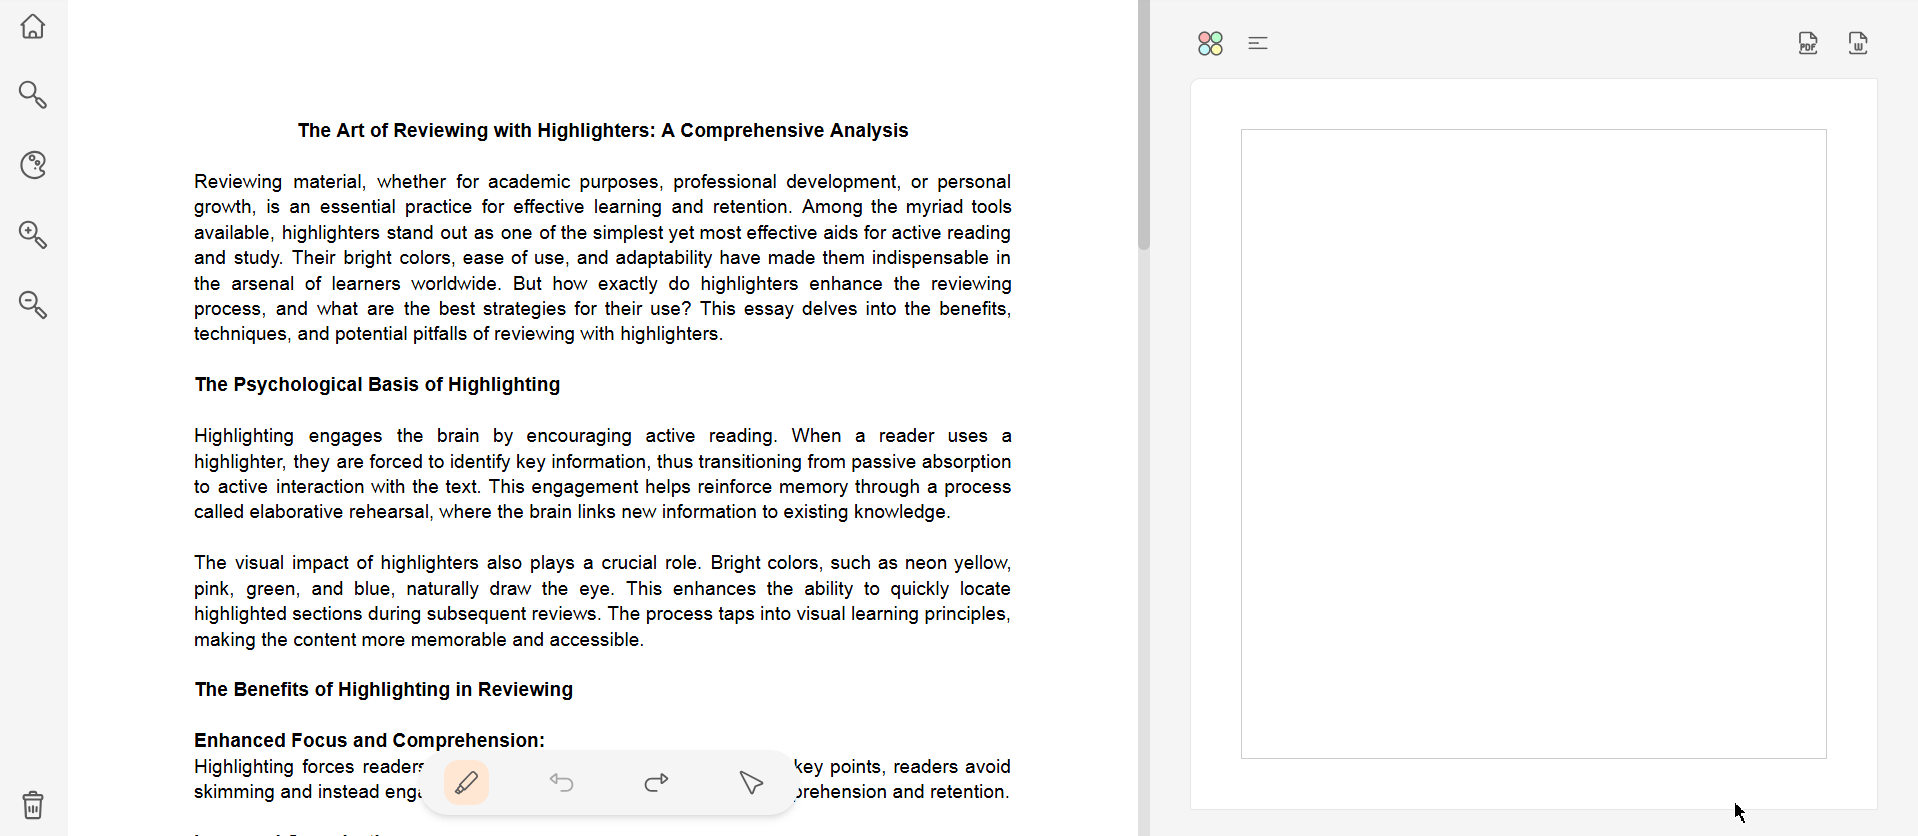 The Art of Reviewing with Highlighters: A Comprehensive Analysis
Reviewing material, whether for academic purposes, professional development, or personal
growth, is an essential practice for effective learning and retention. Among the myriad tools
available, highlighters stand out as one of the simplest yet most effective aids for active reading
and study. Their bright colors, ease of use, and adaptability have made them indispensable in
the arsenal of learners worldwide. But how exactly do highlighters enhance the reviewing
process, and what are the best strategies for their use? This essay delves into the benefits,
techniques, and potential pitfalls of reviewing with highlighters.
The Psychological Basis of Highlighting
Highlighting engages the brain by encouraging active reading. When a reader uses a
highlighter, they are forced to identify key information, thus transitioning from passive absorption
to active interaction with the text. This engagement helps reinforce memory through a process
called elaborative rehearsal, where the brain links new information to existing knowledge.
The visual impact of highlighters also plays a crucial role. Bright colors, such as neon yellow,
pink, green, and blue, naturally draw the eye. This enhances the ability to quickly locate
highlighted sections during subsequent reviews. The process taps into visual learning principles,
making the content more memorable and accessible.
The Benefits of Highlighting in Reviewing
Enhanced Focus and Comprehension:
Highlighting forces readers key points, readers avoid
skimming and instead and retention.
PDF
W